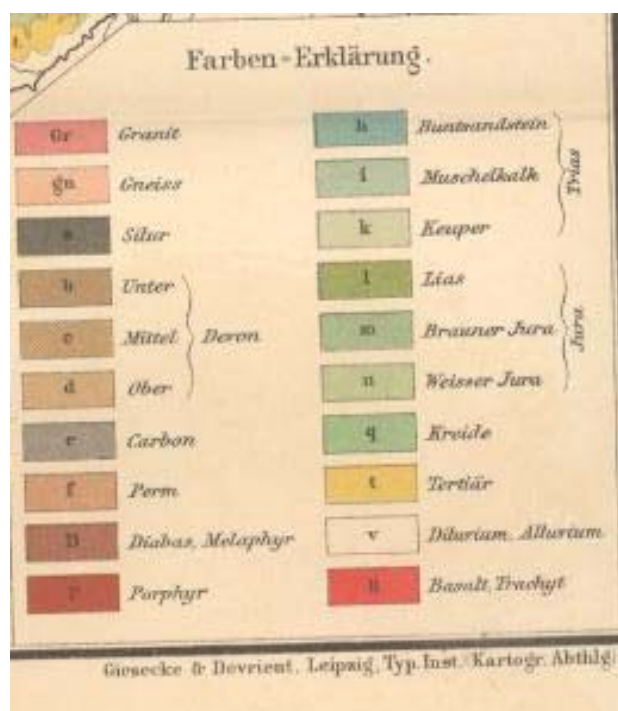 Farben-Erklärung.
Gr Granit
gn Gneiss
a Silur
b Unter
c Mittel
d Ober
Devon
e Carbon
f Perm
D Diabas, Melaphyr
P Porphyr
h Buntsandstein
i Muschelkalk
k Keuper
Trias
l Lias
m Brauner Jura
n Weisser Jura
Jura
q Kreide
t Tertiär
v Diluvium, Alluvium
Basalt, Trachyt
Giesecke & Devrient, Leipzig, Typ. Inst. Kartogr. Abthlg